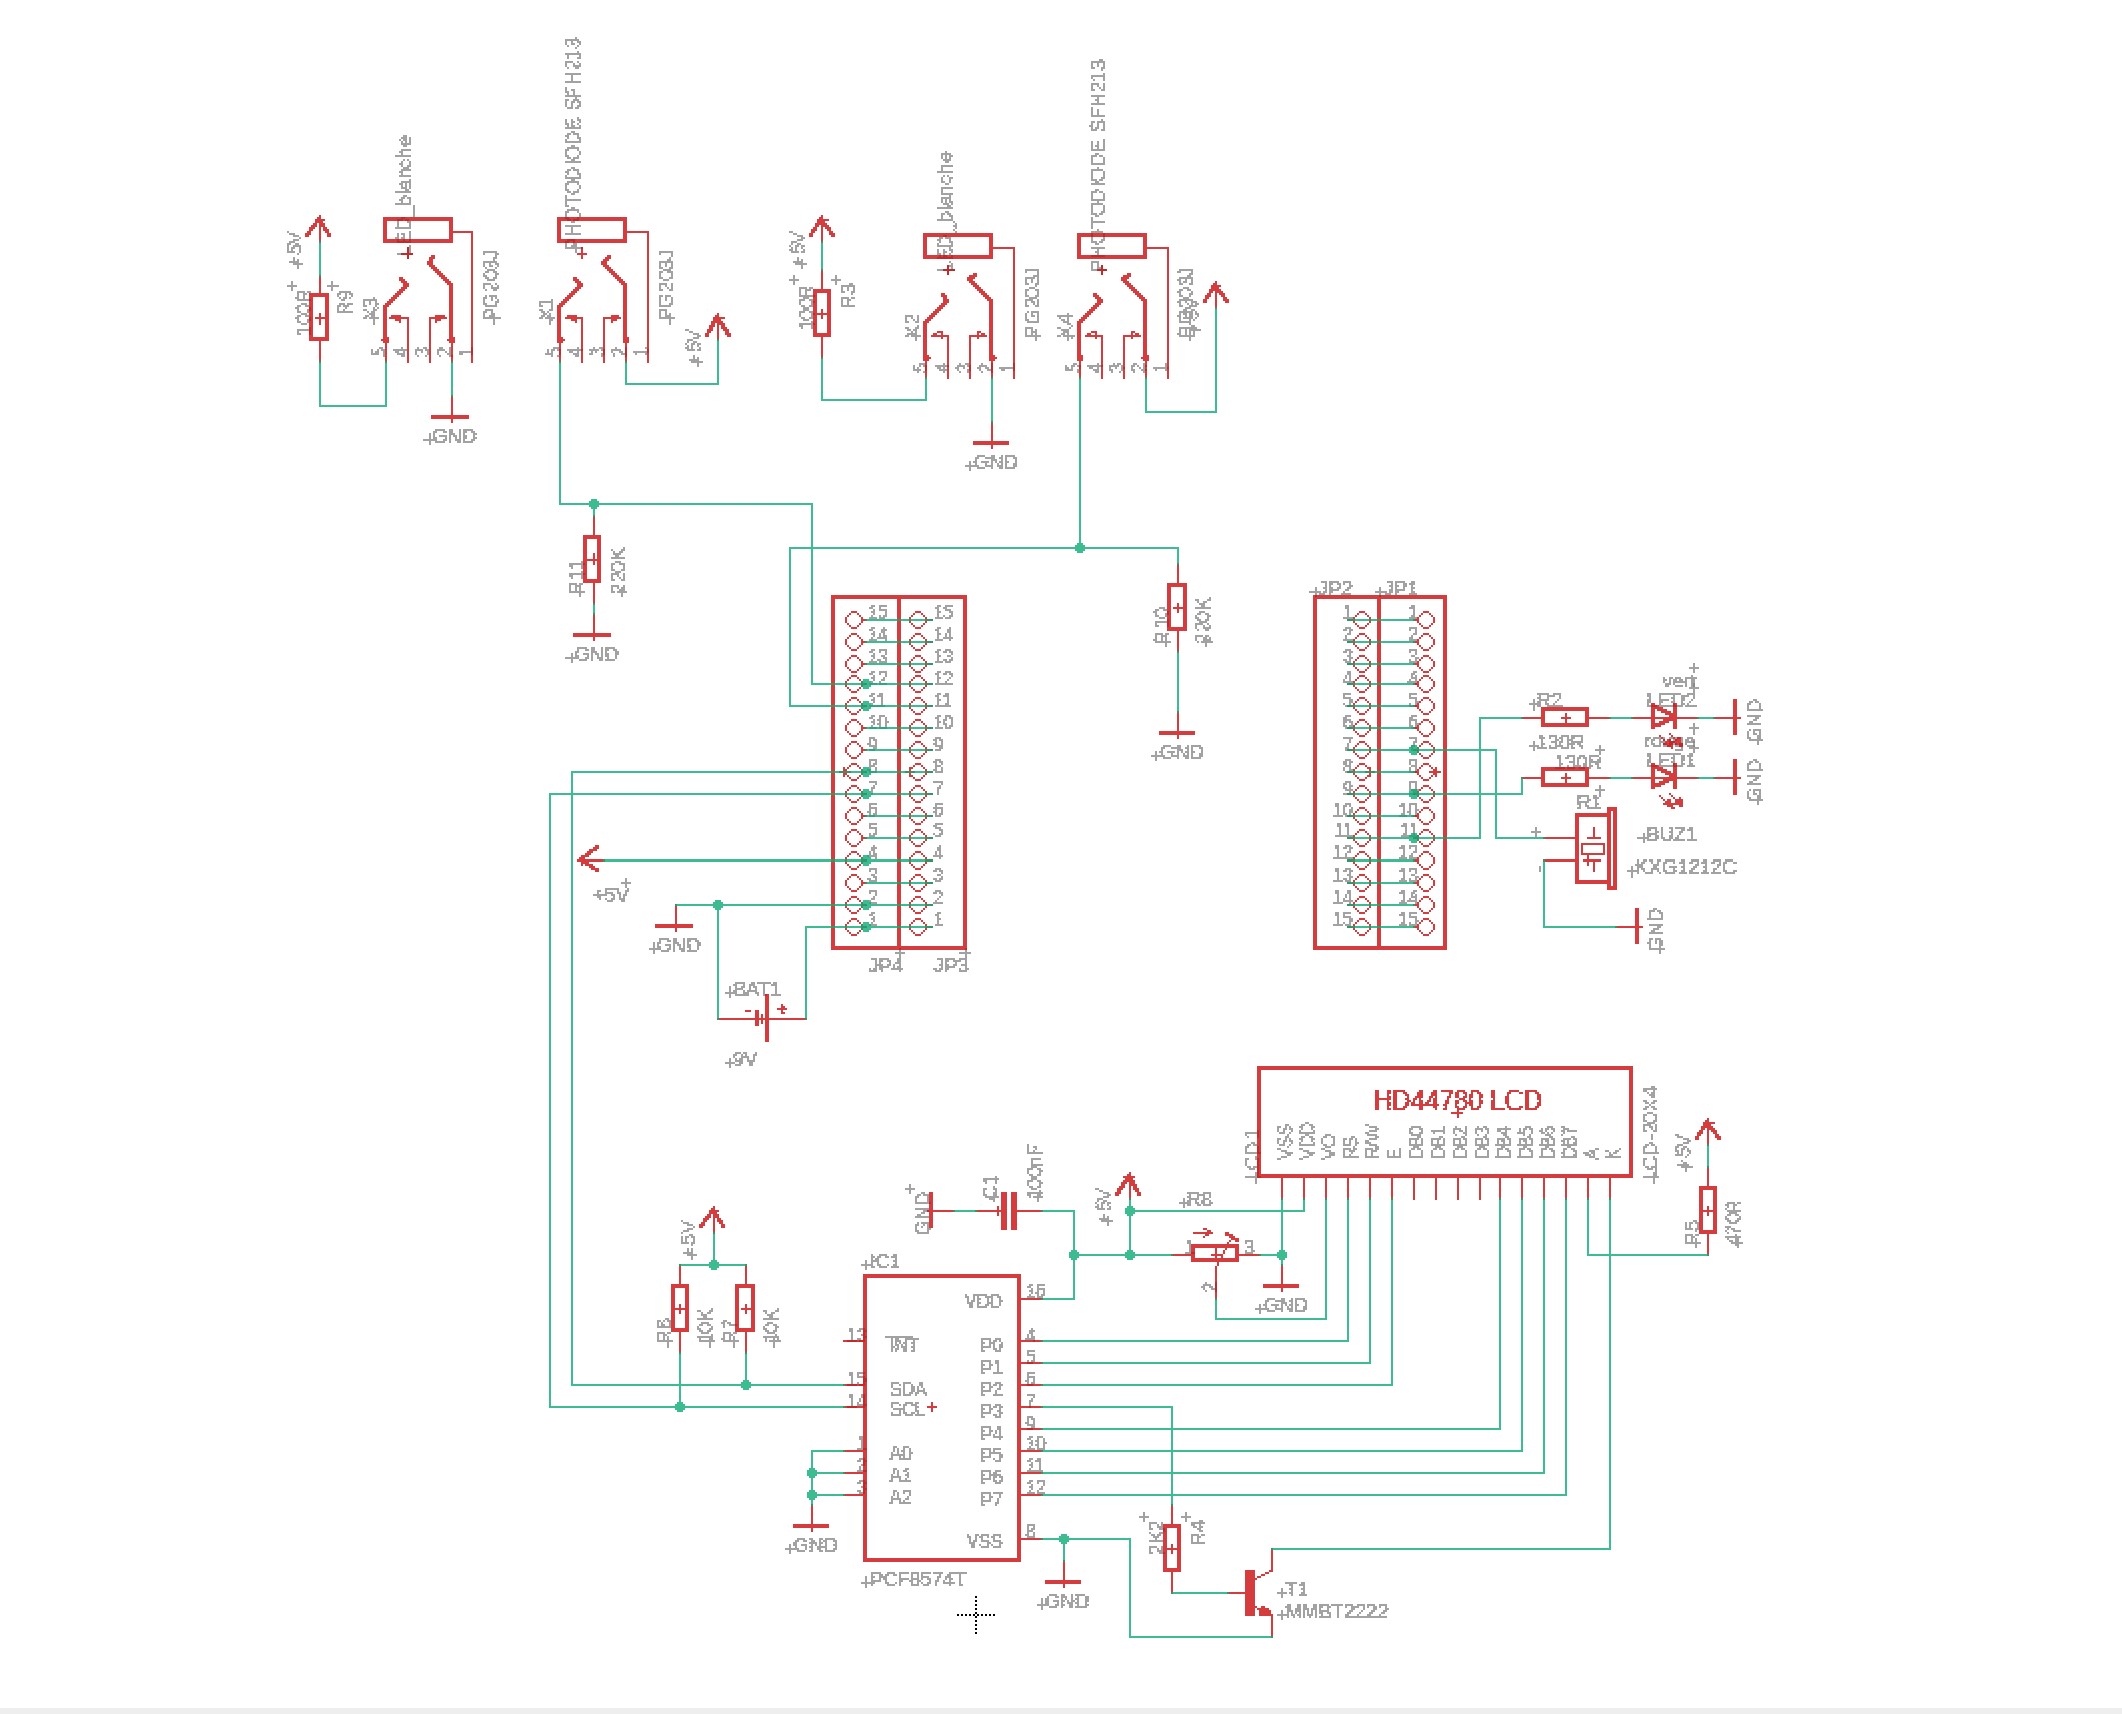 PHOTODIODE SFH213
PHOTODIODE SFH213
LED_blanche
LED_blanche
+5V
100R
R9
X3
PG203J
5 4 3 2 1
GND
X1
PG203J
5 4 3 2 1
+5V
+5V
100R
R3
X2
PG203J
5 4 3 2 1
GND
X4
5 4 3 2 1
R11
220K
GND
R10
220K
GND
15 15
14 14
13 13
12 12
11 11
10 10
9 9
8 8
7 7
6 6
5 5
4 4
3 3
2 2
1 1
JP4 JP3
+5V
GND
BAT1
- +
9V
JP2 JP1
1 1
2 2
3 3
4 4
5 5
6 6
7 7
8 8
9 9
10 10
11 11
12 12
13 13
14 14
15 15
R2
130R
LED2
GND
130R
R1
LED1
GND
BUZ1
KXG1212C
+
-
GND
HD44780 LCD
LCD1
LCD-20X4
VSS VDD VO RS R/W E DB0 DB1 DB2 DB3 DB4 DB5 DB6 DB7 A K
+5V
R5
470R
GND
C1
100nF
+5V
R8
1 3
2
GND
+5V
R6
10K
R7
10K
IC1
VDD 16
13 INT
P0 4
P1 5
15 SDA
P2 6
14 SCL
P3 7
P4 9
1 A0
P5 10
2 A1
P6 11
3 A2
P7 12
VSS 8
PCF8574T
GND
GND
2K2
R4
T1
MMBT2222